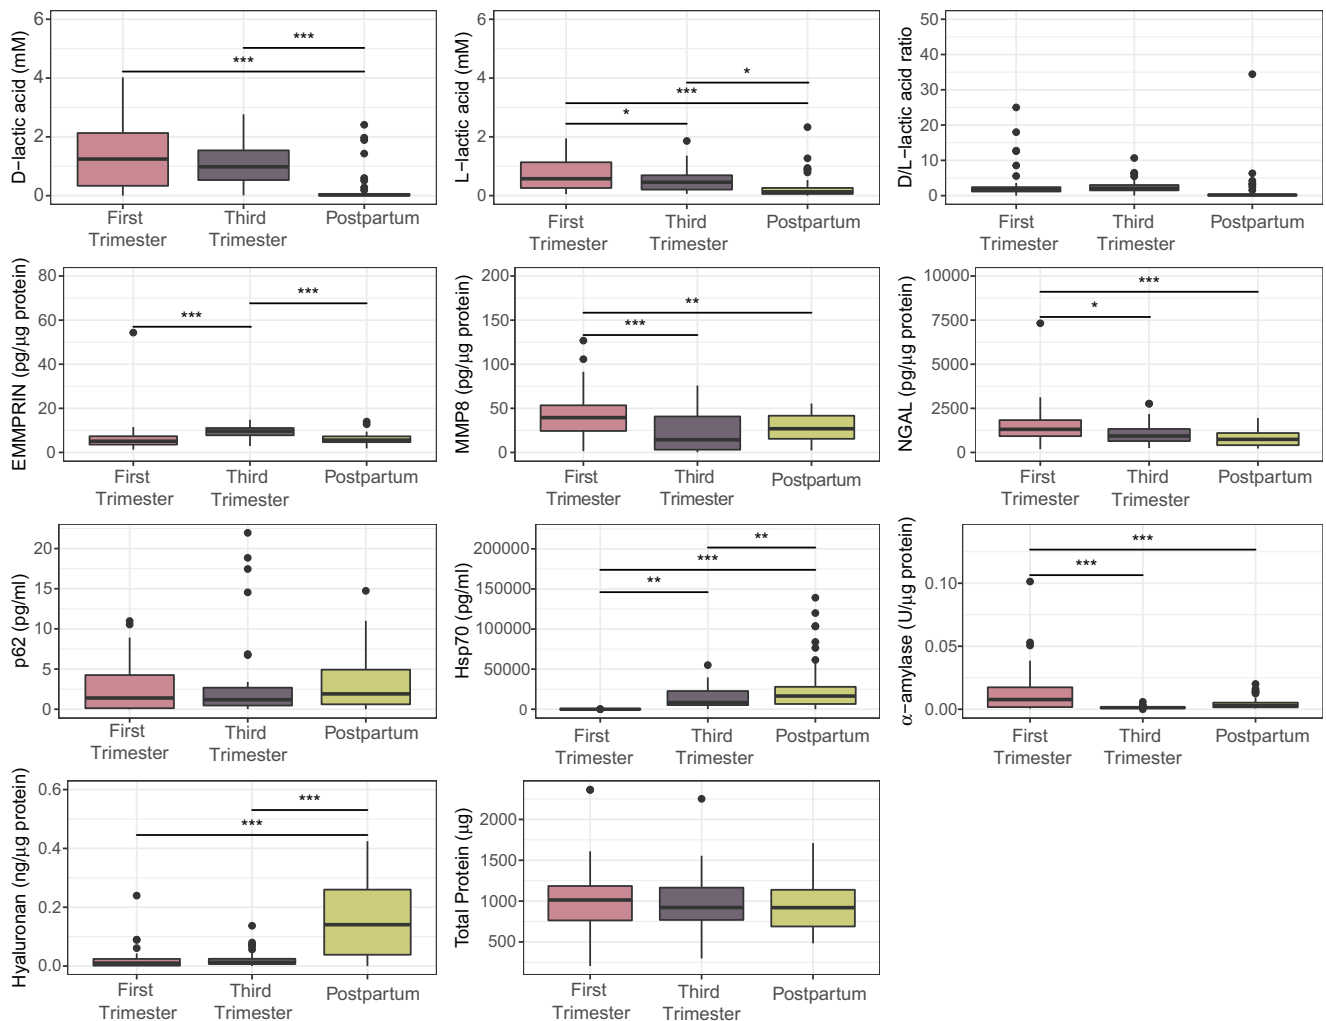 D−lactic acid (mM)
6
4
2
0
***
***
First
Trimester
Third
Trimester
Postpartum
L−lactic acid (mM)
6
4
2
0
*
***
*
First
Trimester
Third
Trimester
Postpartum
D/L−lactic acid ratio
50
40
30
20
10
0
First
Trimester
Third
Trimester
Postpartum
EMMPRIN (pg/μg protein)
80
60
40
20
0
***
***
First
Trimester
Third
Trimester
Postpartum
MMP8 (pg/μg protein)
200
150
100
50
0
**
***
First
Trimester
Third
Trimester
Postpartum
NGAL (pg/μg protein)
10000
7500
5000
2500
0
***
*
First
Trimester
Third
Trimester
Postpartum
p62 (pg/ml)
20
15
10
5
0
First
Trimester
Third
Trimester
Postpartum
Hsp70 (pg/ml)
200000
150000
100000
50000
0
**
***
**
First
Trimester
Third
Trimester
Postpartum
α−amylase (U/μg protein)
0.10
0.05
0.00
***
***
First
Trimester
Third
Trimester
Postpartum
Hyaluronan (ng/μg protein)
0.6
0.4
0.2
0.0
***
***
First
Trimester
Third
Trimester
Postpartum
Total Protein (μg)
2000
1500
1000
500
First
Trimester
Third
Trimester
Postpartum